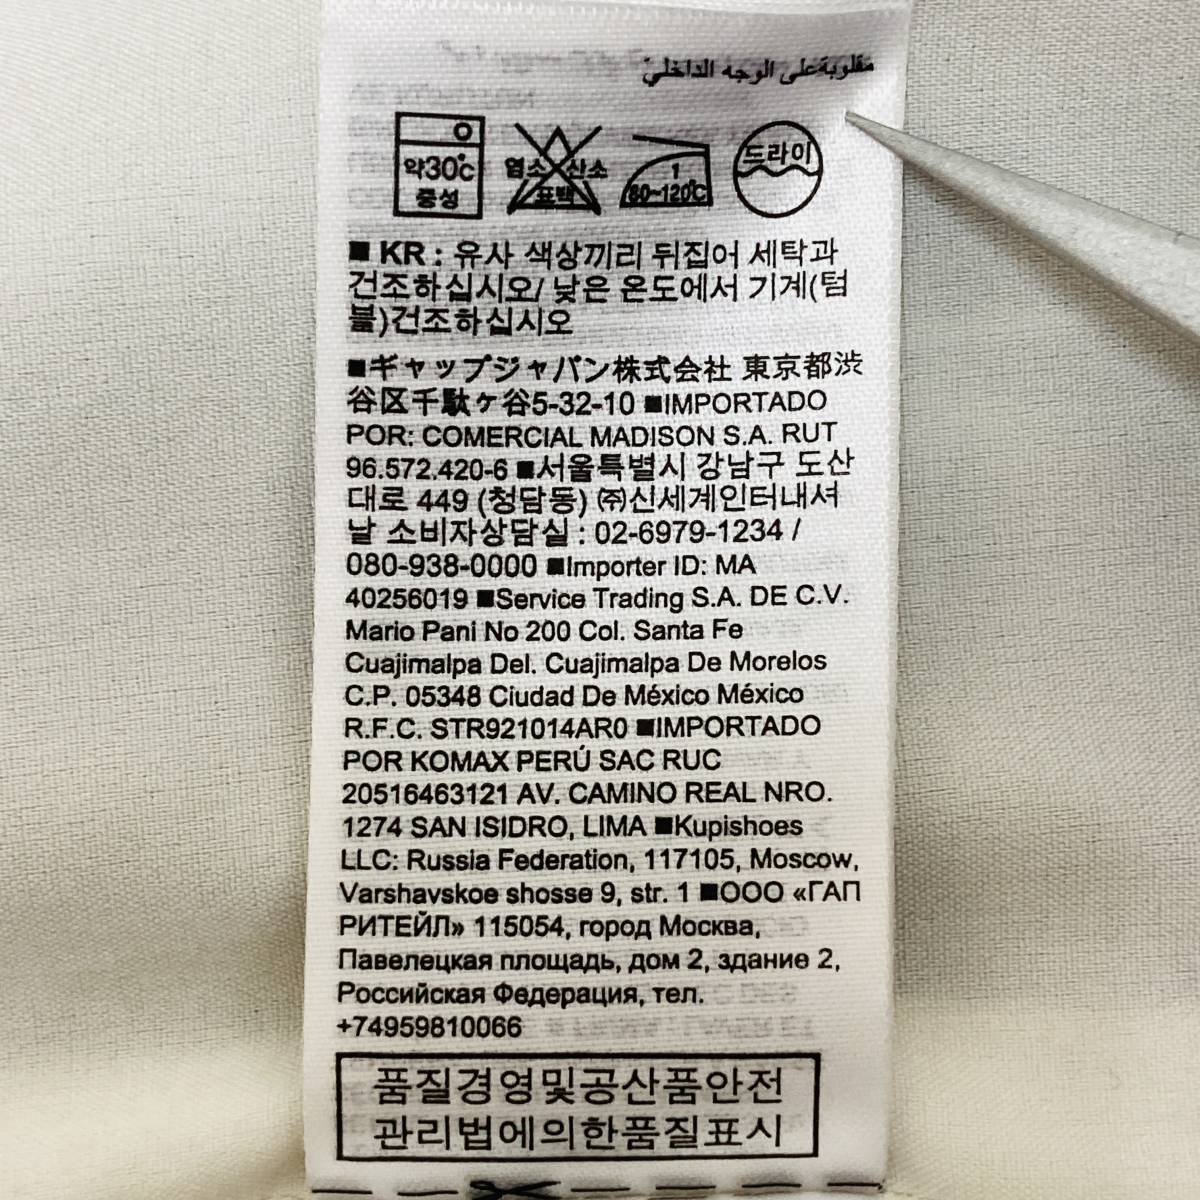 مقلوبة على الوجه الداخليّ
약30℃ 중성
염소 산소 표백
1 80~120℃
드라이
■ KR : 유사 색상끼리 뒤집어 세탁과
건조하십시오/ 낮은 온도에서 기계(텀
블)건조하십시오
■ギャップジャパン株式会社 東京都渋
谷区千駄ヶ谷5-32-10 ■IMPORTADO
POR: COMERCIAL MADISON S.A. RUT
96.572.420-6 ■서울특별시 강남구 도산
대로 449 (청담동) ㈜신세계인터내셔
날 소비자상담실 : 02-6979-1234 /
080-938-0000 ■Importer ID: MA
40256019 ■Service Trading S.A. DE C.V.
Mario Pani No 200 Col. Santa Fe
Cuajimalpa Del. Cuajimalpa De Morelos
C.P. 05348 Ciudad De México México
R.F.C. STR921014AR0 ■IMPORTADO
POR KOMAX PERÚ SAC RUC
20516463121 AV. CAMINO REAL NRO.
1274 SAN ISIDRO, LIMA ■Kupishoes
LLC: Russia Federation, 117105, Moscow,
Varshavskoe shosse 9, str. 1 ■ООО «ГАП
РИТЕЙЛ» 115054, город Москва,
Павелецкая площадь, дом 2, здание 2,
Российская Федерация, тел.
+74959810066
품질경영및공산품안전
관리법에의한품질표시